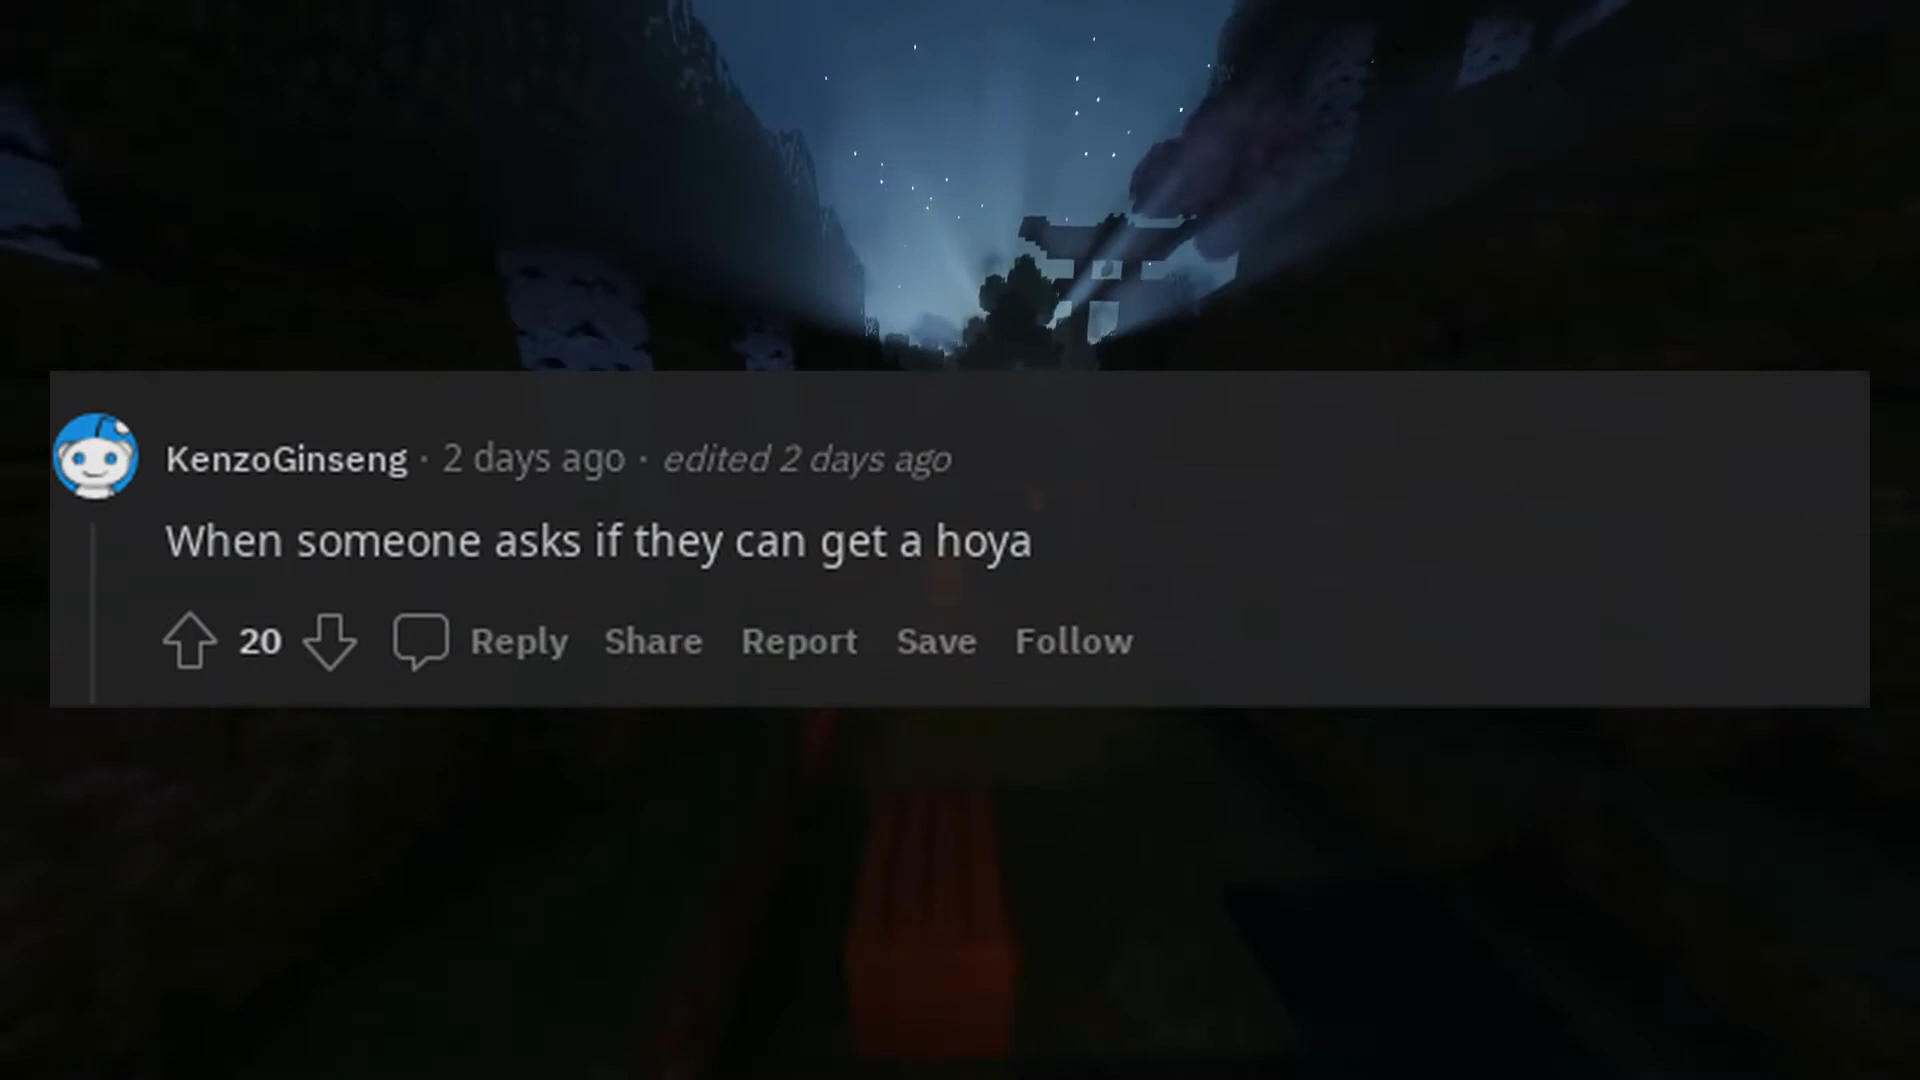 KenzoGinseng · 2 days ago · edited 2 days ago
When someone asks if they can get a hoya
20 Reply Share Report Save Follow